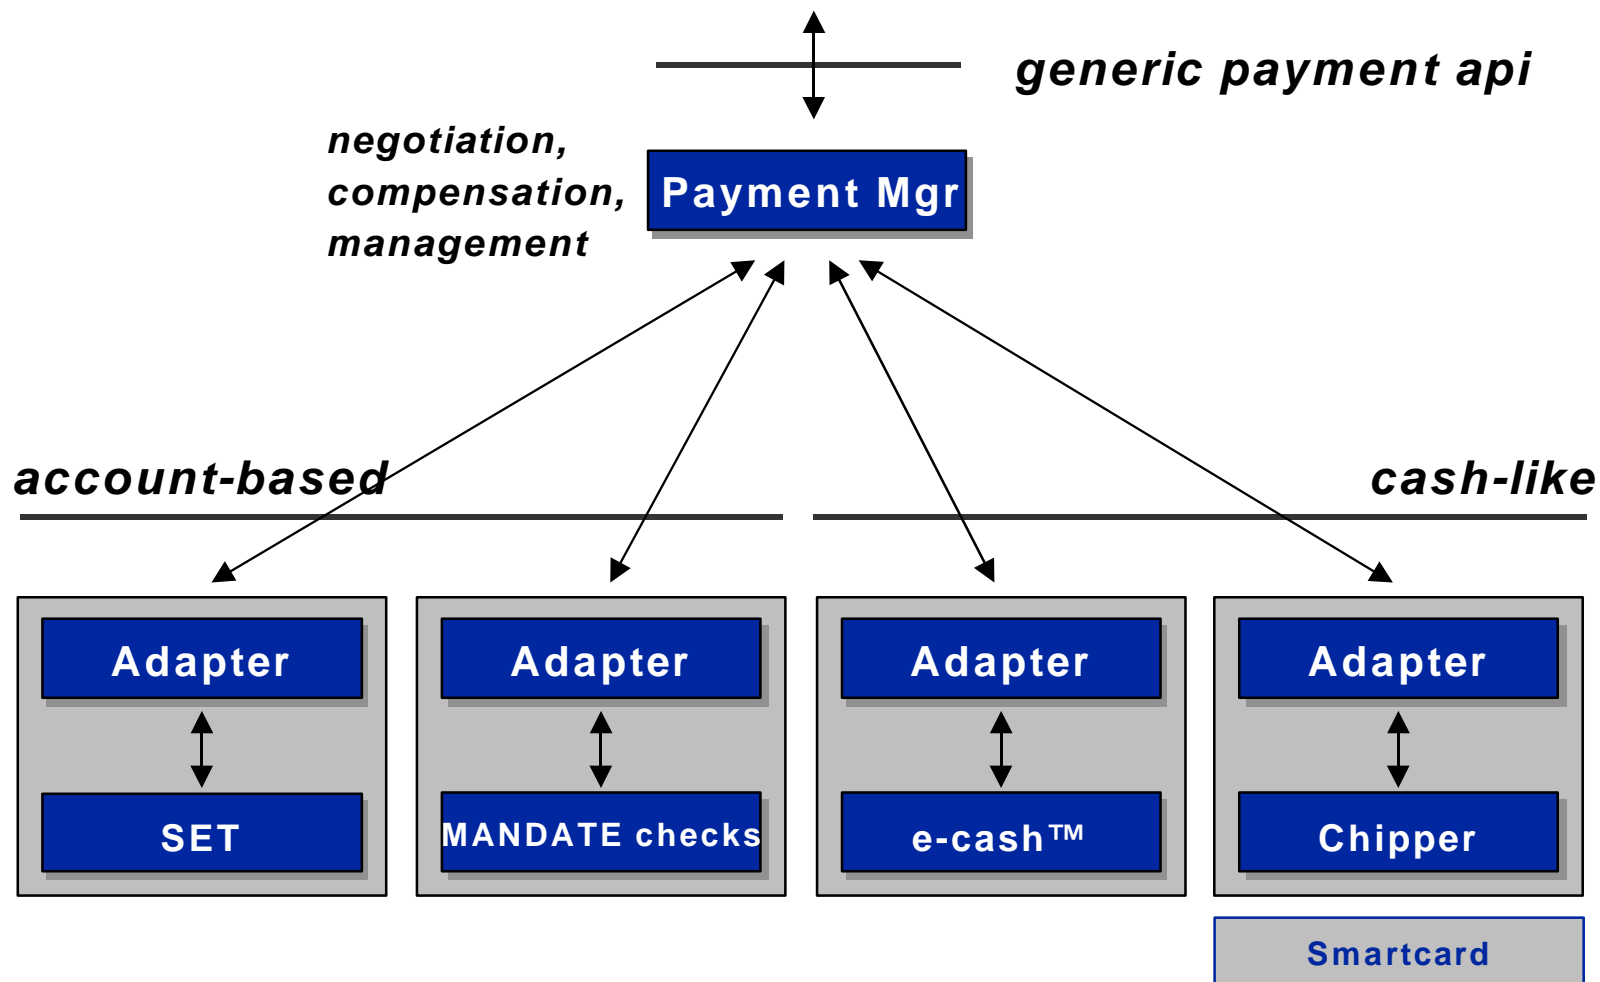 generic payment api
negotiation,
compensation,
management
Payment Mgr
account-based
cash-like
Adapter
Adapter
Adapter
Adapter
SET
MANDATE checks
e-cash™
Chipper
Smartcard